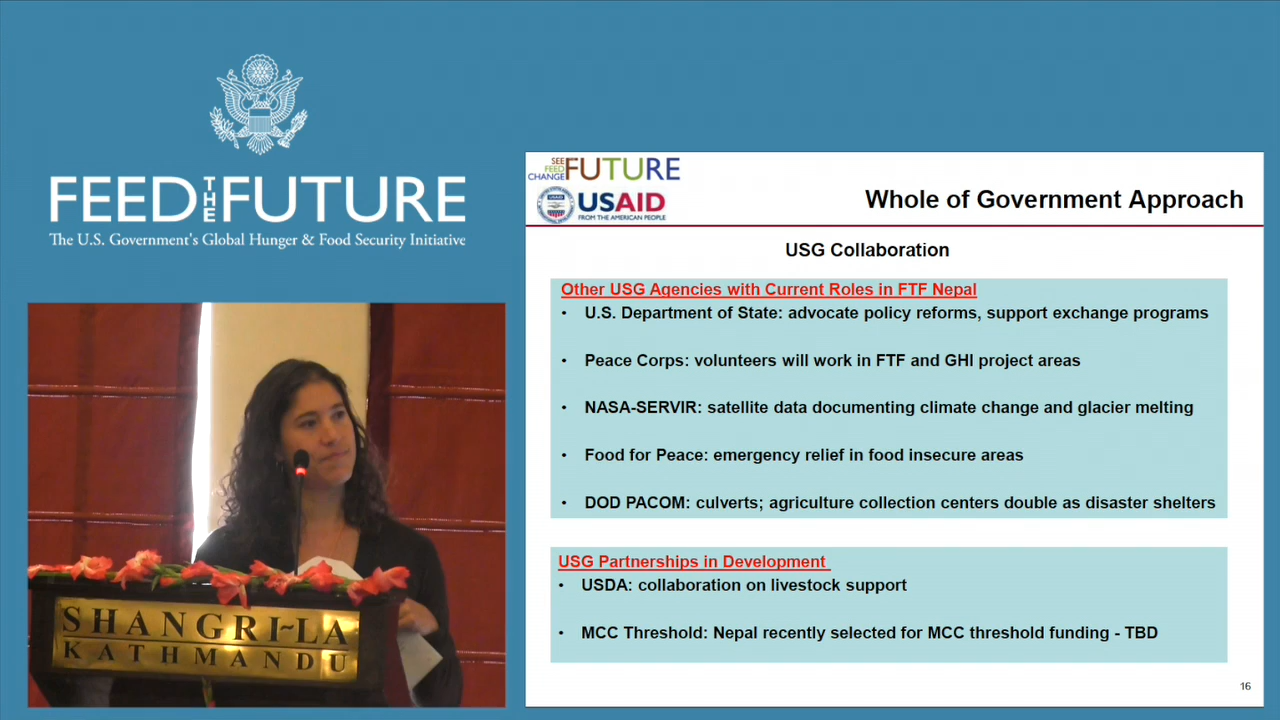 FEED THE FUTURE
The U.S. Government's Global Hunger & Food Security Initiative
SHANGRI~LA
KATHMANDU
SEE
FEED
CHANGE
FUTURE
USAID
FROM THE AMERICAN PEOPLE
Whole of Government Approach
USG Collaboration
Other USG Agencies with Current Roles in FTF Nepal
• U.S. Department of State: advocate policy reforms, support exchange programs
• Peace Corps: volunteers will work in FTF and GHI project areas
• NASA-SERVIR: satellite data documenting climate change and glacier melting
• Food for Peace: emergency relief in food insecure areas
• DOD PACOM: culverts; agriculture collection centers double as disaster shelters
USG Partnerships in Development
• USDA: collaboration on livestock support
• MCC Threshold: Nepal recently selected for MCC threshold funding - TBD
16